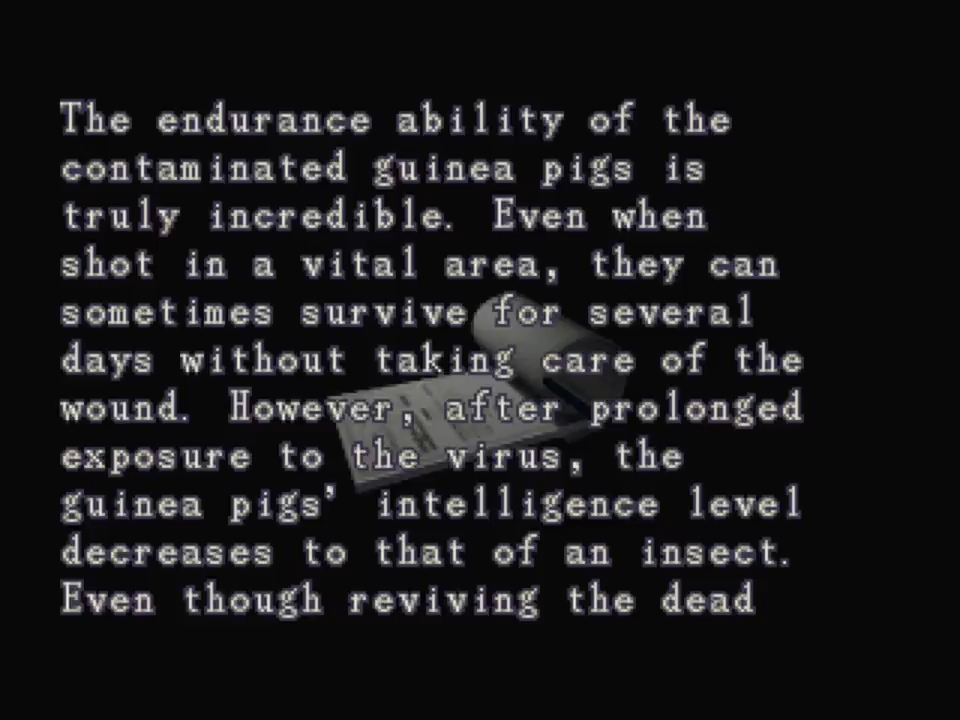 The endurance ability of the
contaminated guinea pigs is
truly incredible. Even when
shot in a vital area, they can
sometimes survive for several
days without taking care of the
wound. However, after prolonged
exposure to the virus, the
guinea pigs' intelligence level
decreases to that of an insect.
Even though reviving the dead